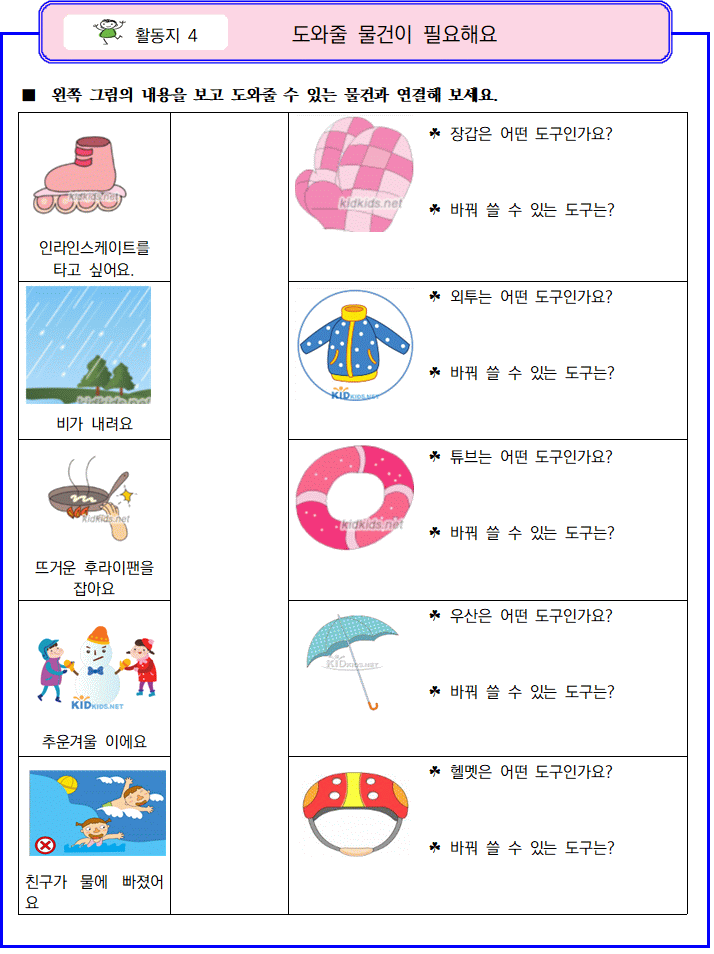 활동지 4
도와줄 물건이 필요해요
■ 왼쪽 그림의 내용을 보고 도와줄 수 있는 물건과 연결해 보세요.
kidkids.net
인라인스케이트를
타고 싶어요.
kidkids.net
☘ 장갑은 어떤 도구인가요?
☘ 바꿔 쓸 수 있는 도구는?
비가 내려요
KIDKIDS.NET
☘ 외투는 어떤 도구인가요?
☘ 바꿔 쓸 수 있는 도구는?
kidkids.net
뜨거운 후라이팬을
잡아요
kidkids.net
☘ 튜브는 어떤 도구인가요?
☘ 바꿔 쓸 수 있는 도구는?
KIDKIDS.NET
추운겨울 이에요
KIDKIDS.NET
☘ 우산은 어떤 도구인가요?
☘ 바꿔 쓸 수 있는 도구는?
친구가 물에 빠졌어
요
☘ 헬멧은 어떤 도구인가요?
☘ 바꿔 쓸 수 있는 도구는?